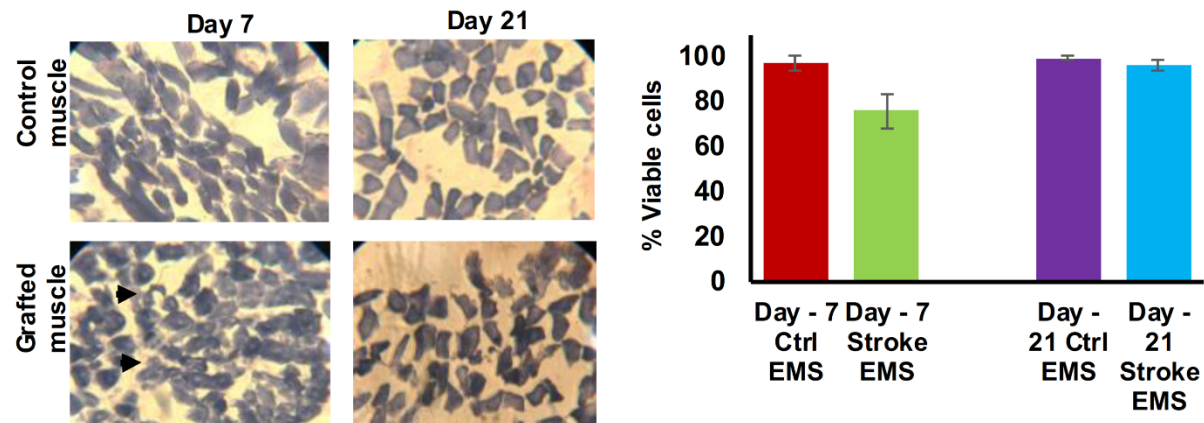 Day 7
Day 21
Control
muscle
Grafted
muscle
% Viable cells
100
80
60
40
20
0
Day - 7
Ctrl
EMS
Day - 7
Stroke
EMS
Day -
21 Ctrl
EMS
Day -
21
Stroke
EMS